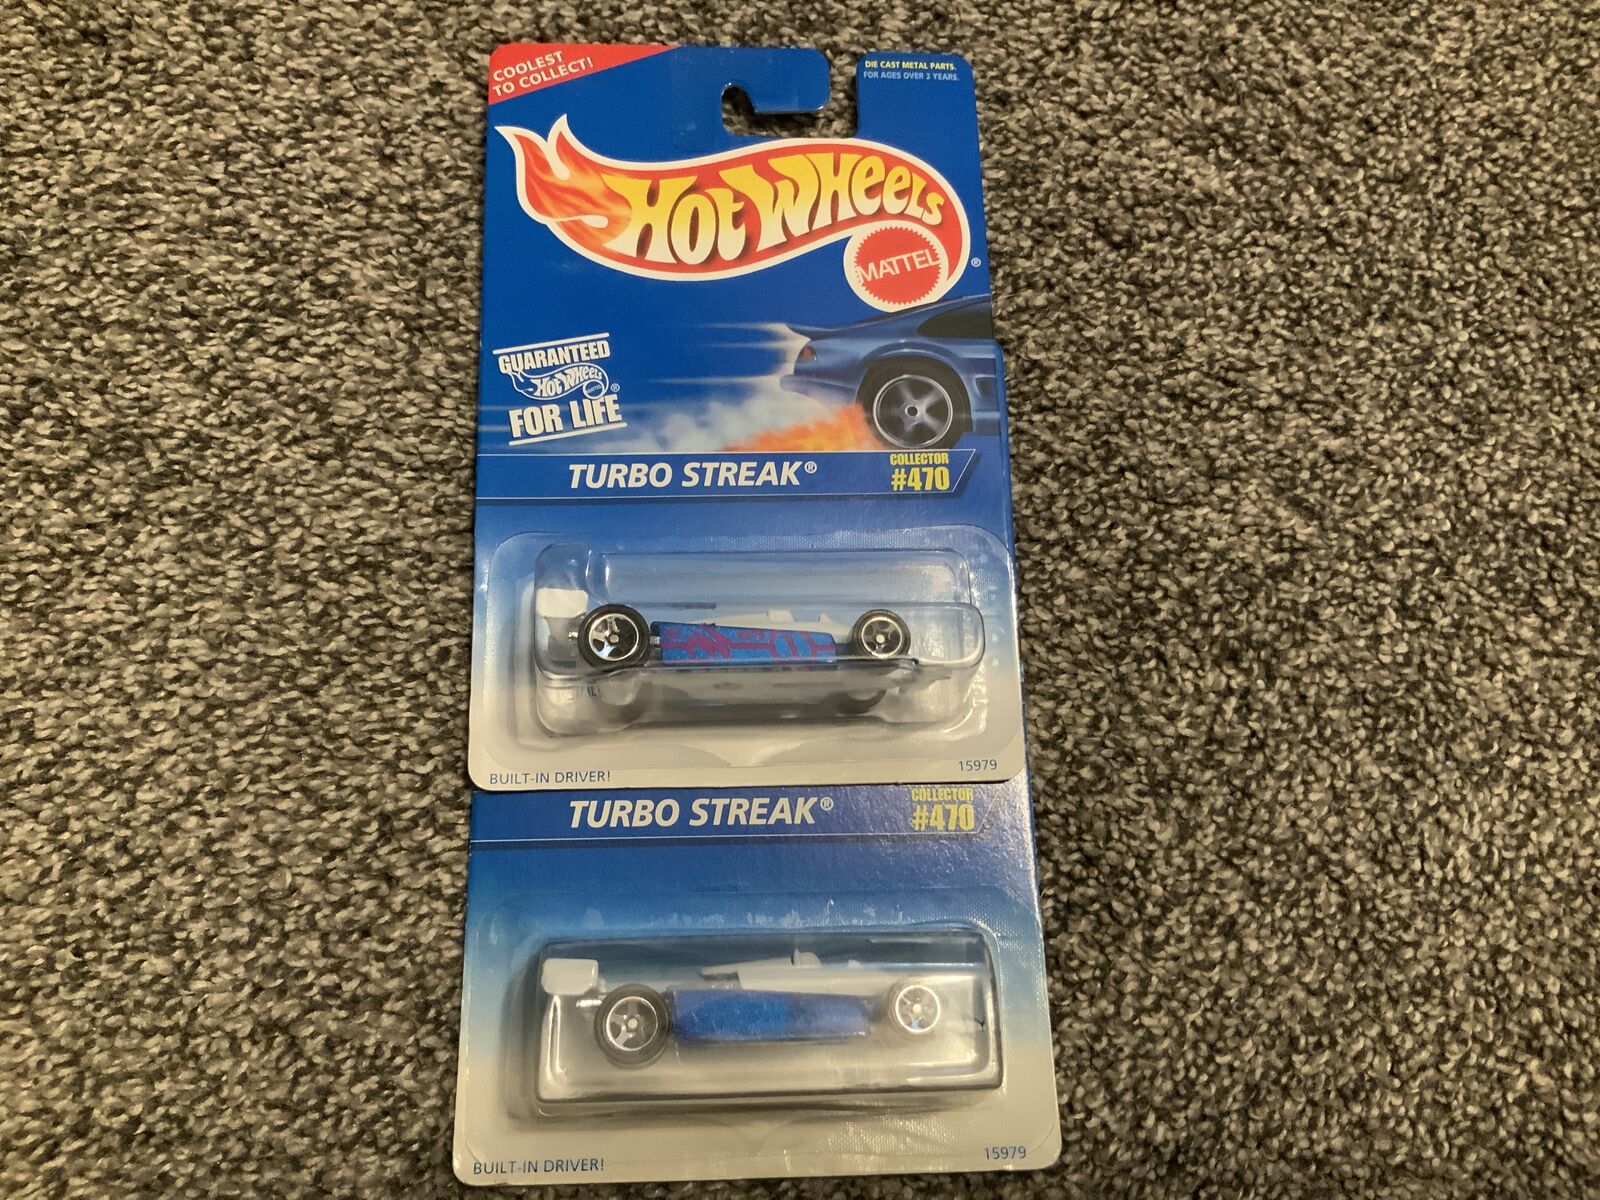 COOLEST
TO COLLECT!
DIE CAST METAL PARTS.
FOR AGES OVER 3 YEARS.
HOT WHEELS
MATTEL
®
GUARANTEED
HOT WHEELS
MATTEL
®
FOR LIFE
TURBO STREAK®
COLLECTOR
#470
BUILT-IN DRIVER!
15979
TURBO STREAK®
COLLECTOR
#470
BUILT-IN DRIVER!
15979